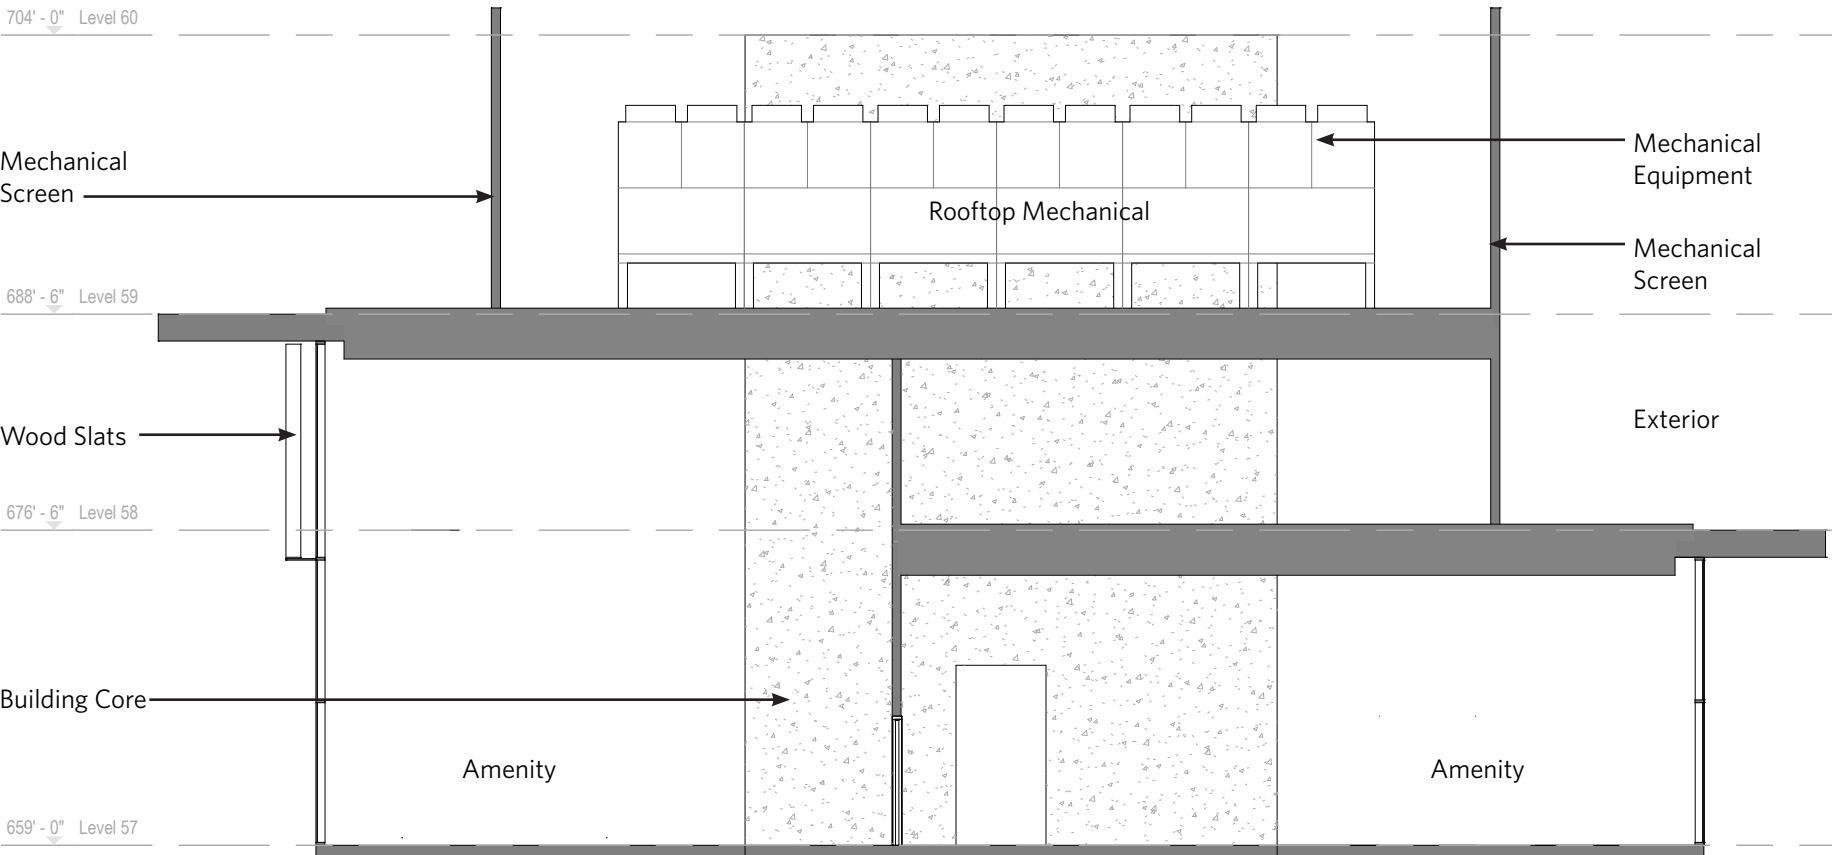 704' - 0" Level 60
Mechanical
Screen
Mechanical
Equipment
Rooftop Mechanical
Mechanical
Screen
688' - 6" Level 59
Wood Slats
Exterior
676' - 6" Level 58
Building Core
Amenity
Amenity
659' - 0" Level 57